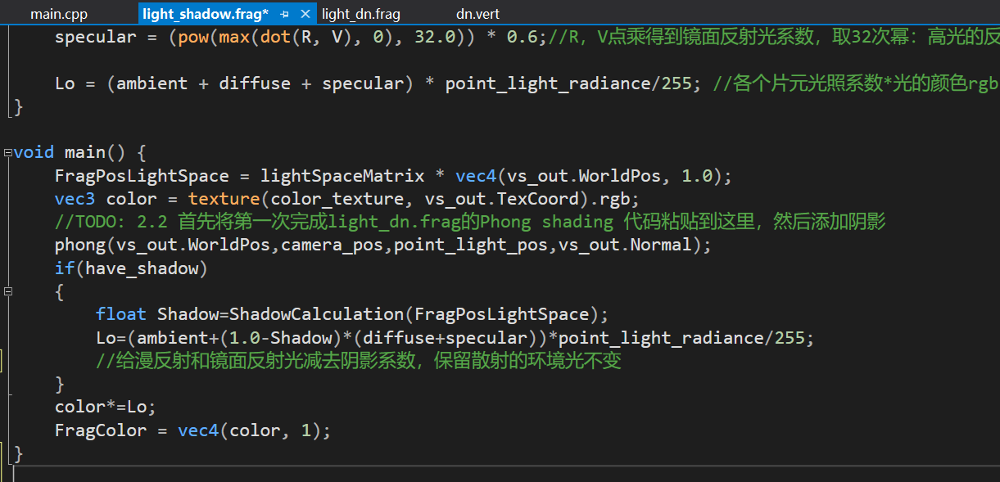 main.cpp light_shadow.frag* light_dn.frag dn.vert
specular = (pow(max(dot(R, V), 0), 32.0)) * 0.6;//R, V点乘得到镜面反射光系数, 取32次幂: 高光的反
Lo = (ambient + diffuse + specular) * point_light_radiance/255; //各个片元光照系数*光的颜色rgb
}
void main() {
FragPosLightSpace = lightSpaceMatrix * vec4(vs_out.WorldPos, 1.0);
vec3 color = texture(color_texture, vs_out.TexCoord).rgb;
//TODO: 2.2 首先将第一次完成light_dn.frag的Phong shading 代码粘贴到这里, 然后添加阴影
phong(vs_out.WorldPos,camera_pos,point_light_pos,vs_out.Normal);
if(have_shadow)
{
float Shadow=ShadowCalculation(FragPosLightSpace);
Lo=(ambient+(1.0-Shadow)*(diffuse+specular))*point_light_radiance/255;
//给漫反射和镜面反射光减去阴影系数, 保留散射的环境光不变
}
color*=Lo;
FragColor = vec4(color, 1);
}